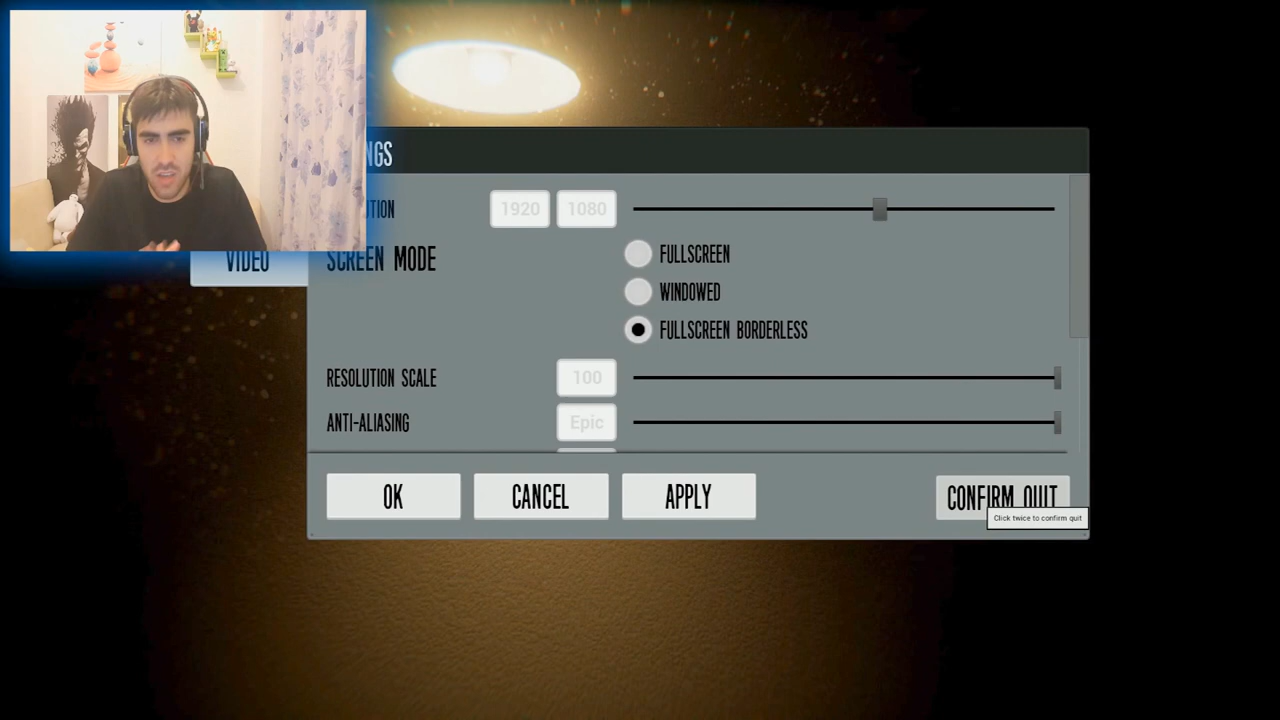 NGS
TION
1920
1080
VIDEO
SCREEN MODE
FULLSCREEN
WINDOWED
FULLSCREEN BORDERLESS
RESOLUTION SCALE
100
ANTI-ALIASING
Epic
OK
CANCEL
APPLY
CONFIRM QUIT
Click twice to confirm quit